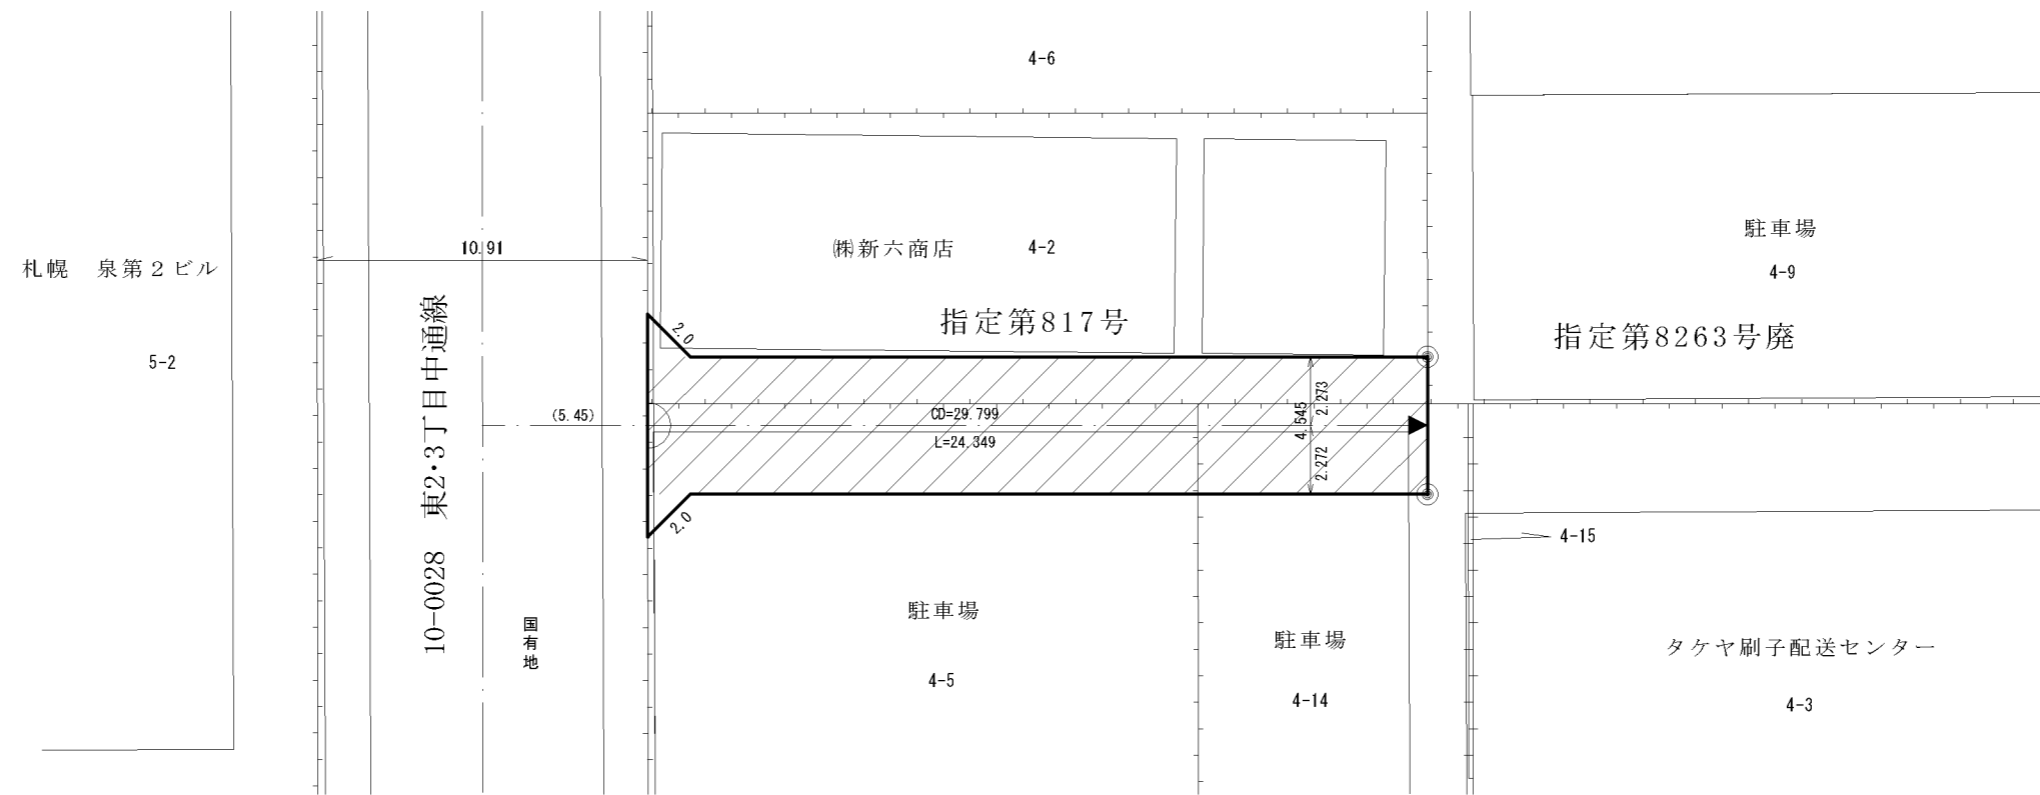 4-6
札幌　泉第２ビル
5-2
10.91
10-0028　東2・3丁目中通線
国有地
(5.45)
㈱新六商店
4-2
指定第817号
2.0
CD=29.799
L=24.349
4.545
2.273
2.272
2.0
駐車場
4-9
指定第8263号廃
4-15
駐車場
4-5
駐車場
4-14
タケヤ刷子配送センター
4-3